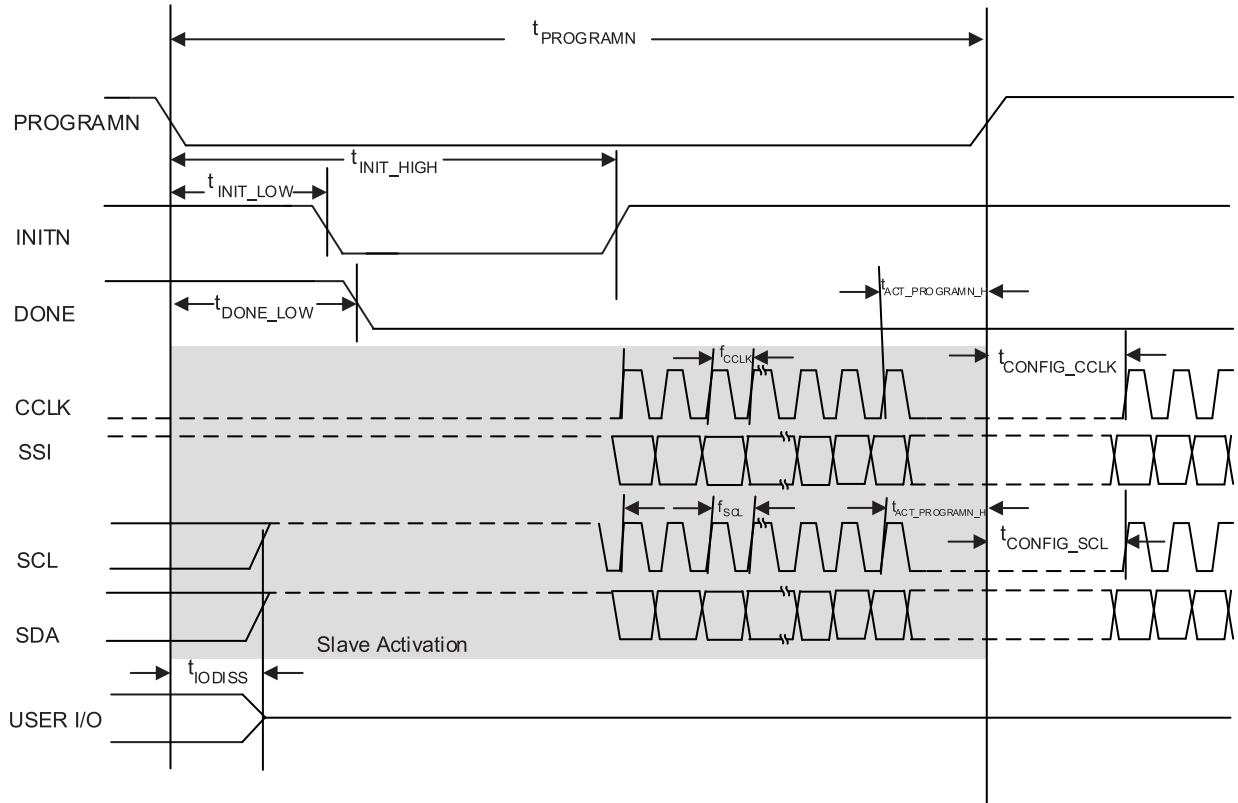 tPROGRAMN
PROGRAMN
tINIT_HIGH
tINIT_LOW
INITN
tACT_PROGRAMN_H
DONE
tDONE_LOW
fCCLK
tCONFIG_CCLK
CCLK
SSI
fSCL
tACT_PROGRAMN_H
tCONFIG_SCL
SCL
SDA
Slave Activation
tIODISS
USER I/O